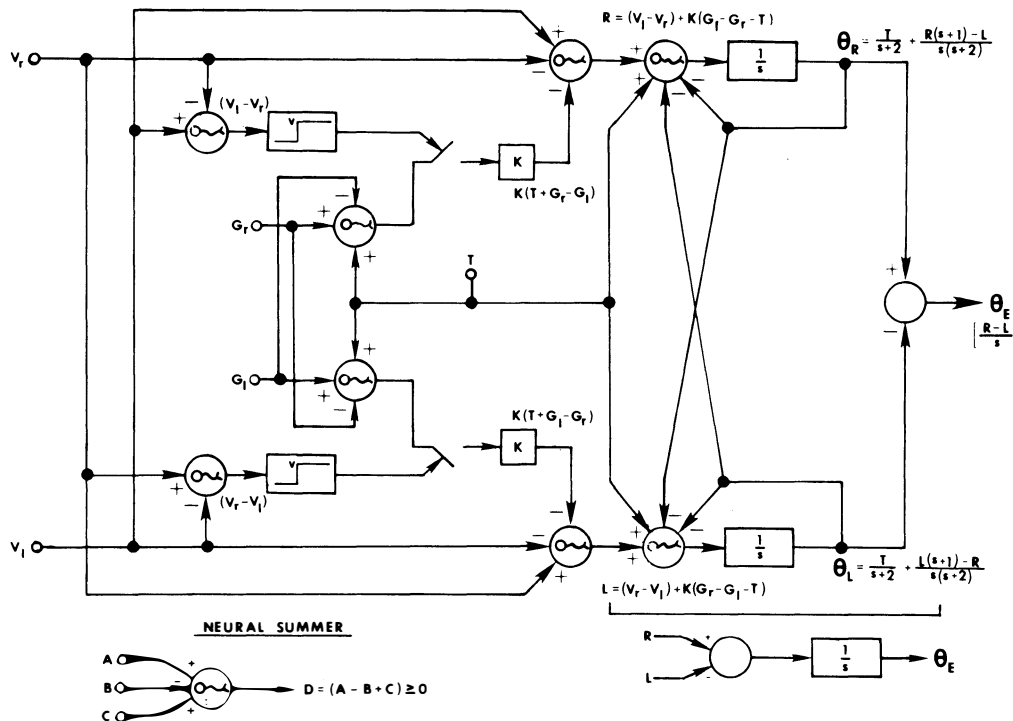 R = (V_l – V_r) + K(G_l – G_r – T)
θ_R = T/(s+2) + (R(s+1) – L)/(s(s+2))
V_r
+
–
+
–
1/s
+
–
+
–
–
(V_l – V_r)
+
V
K
K(T + G_r – G_l)
–
+
G_r
+
T
+
–
θ_E
[(R–L)/s
+
G_l
+
–
K(T + G_l – G_r)
K
V
+
–
(V_r – V_l)
–
–
–
+
V_l
–
+
+
1/s
θ_L = T/(s+2) + (L(s+1) – R)/(s(s+2))
L = (V_r – V_l) + K(G_r – G_l – T)
NEURAL SUMMER
R
L
+
-
1/s
θ_E
A
B
C
+
–
+
D = (A – B + C) ≥ 0